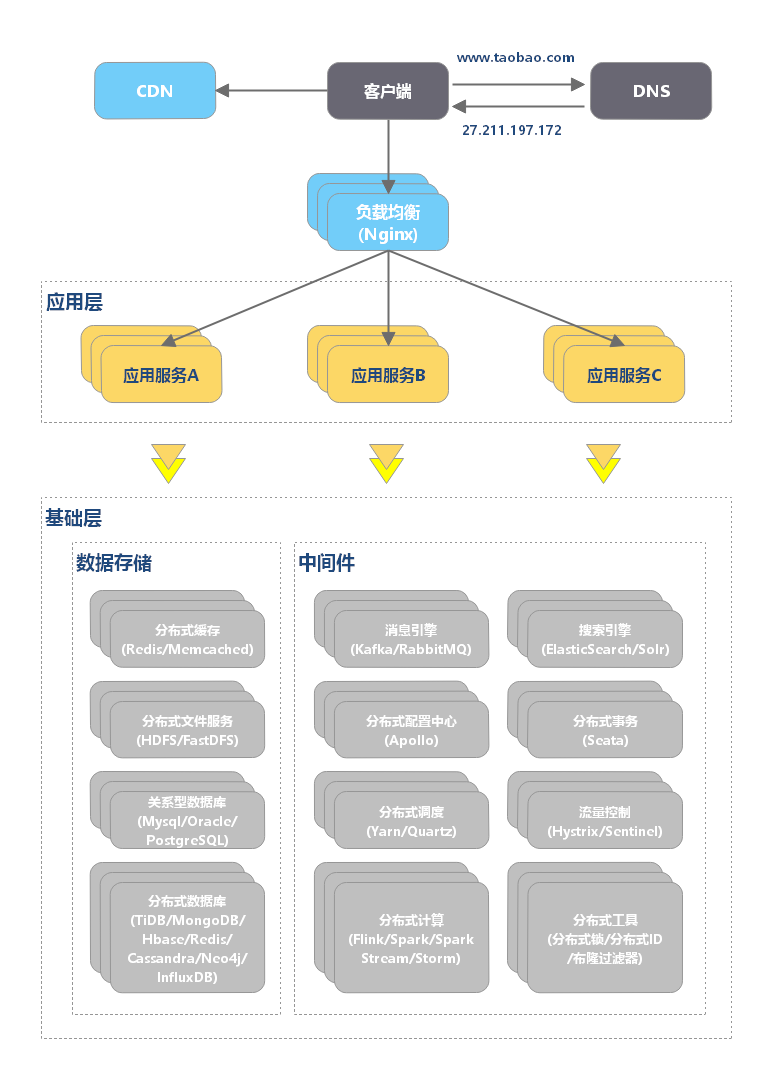 www.taobao.com
CDN
客户端
DNS
27.211.197.172
负载均衡
(Nginx)
应用层
应用服务A
应用服务B
应用服务C
基础层
数据存储
分布式缓存
(Redis/Memcached)
分布式文件服务
(HDFS/FastDFS)
关系型数据库
(Mysql/Oracle/
PostgreSQL)
分布式数据库
(TiDB/MongoDB/
Hbase/Redis/
Cassandra/Neo4j/
InfluxDB)
中间件
消息引擎
(Kafka/RabbitMQ)
搜索引擎
(ElasticSearch/Solr)
分布式配置中心
(Apollo)
分布式事务
(Seata)
分布式调度
(Yarn/Quartz)
流量控制
(Hystrix/Sentinel)
分布式计算
(Flink/Spark/Spark
Stream/Storm)
分布式工具
(分布式锁/分布式ID
/布隆过滤器)